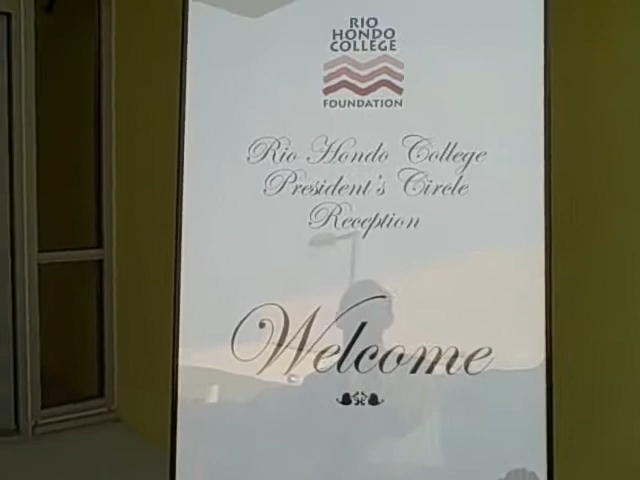 RIO
HONDO
COLLEGE
FOUNDATION
Rio Hondo College
President's Circle
Reception
Welcome